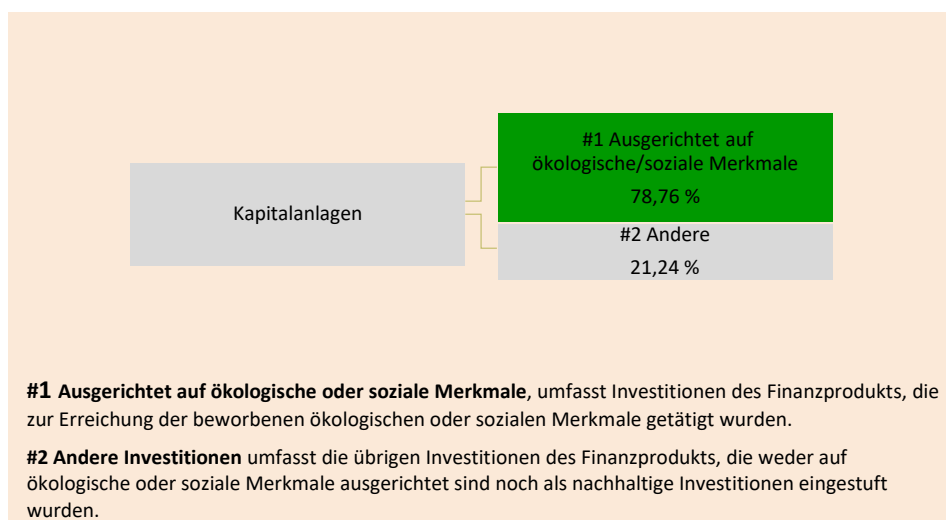 #1 Ausgerichtet auf
ökologische/soziale Merkmale
78,76 %
Kapitalanlagen
#2 Andere
21,24 %
#1 Ausgerichtet auf ökologische oder soziale Merkmale, umfasst Investitionen des Finanzprodukts, die
zur Erreichung der beworbenen ökologischen oder sozialen Merkmale getätigt wurden.
#2 Andere Investitionen umfasst die übrigen Investitionen des Finanzprodukts, die weder auf
ökologische oder soziale Merkmale ausgerichtet sind noch als nachhaltige Investitionen eingestuft
wurden.